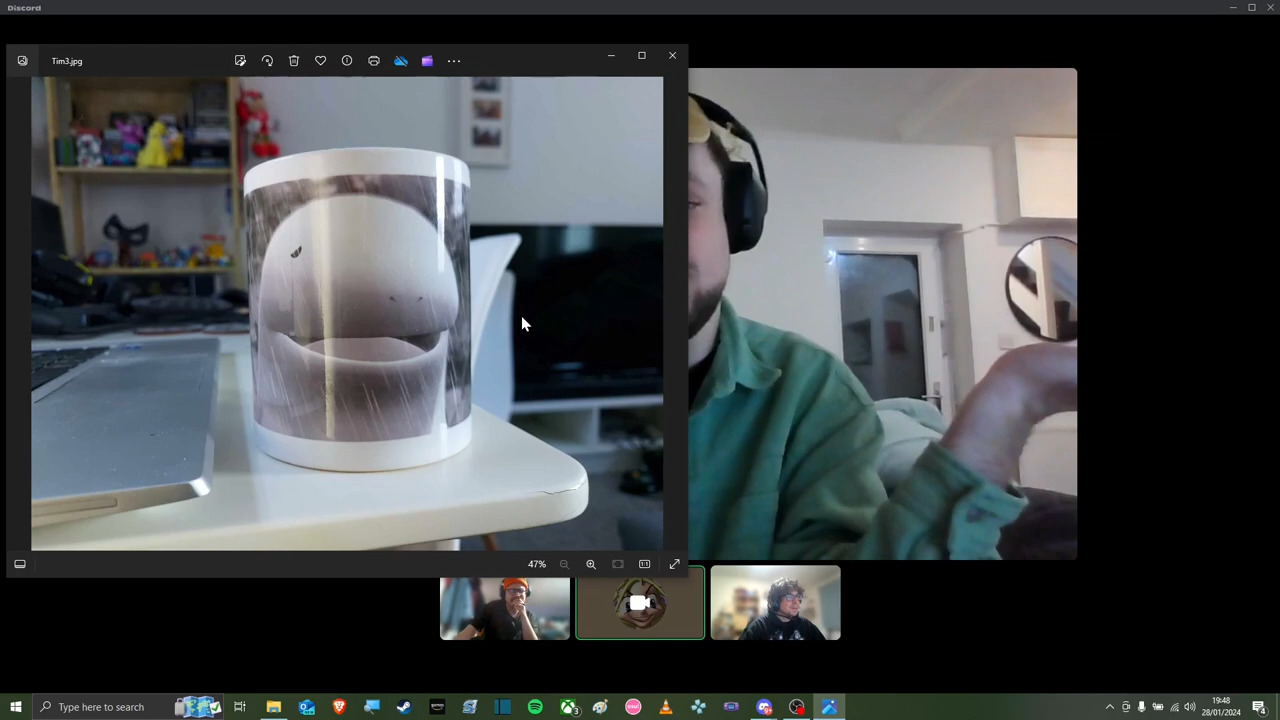 Discord
Tim3.jpg
47%
Type here to search
19:48
28/01/2024